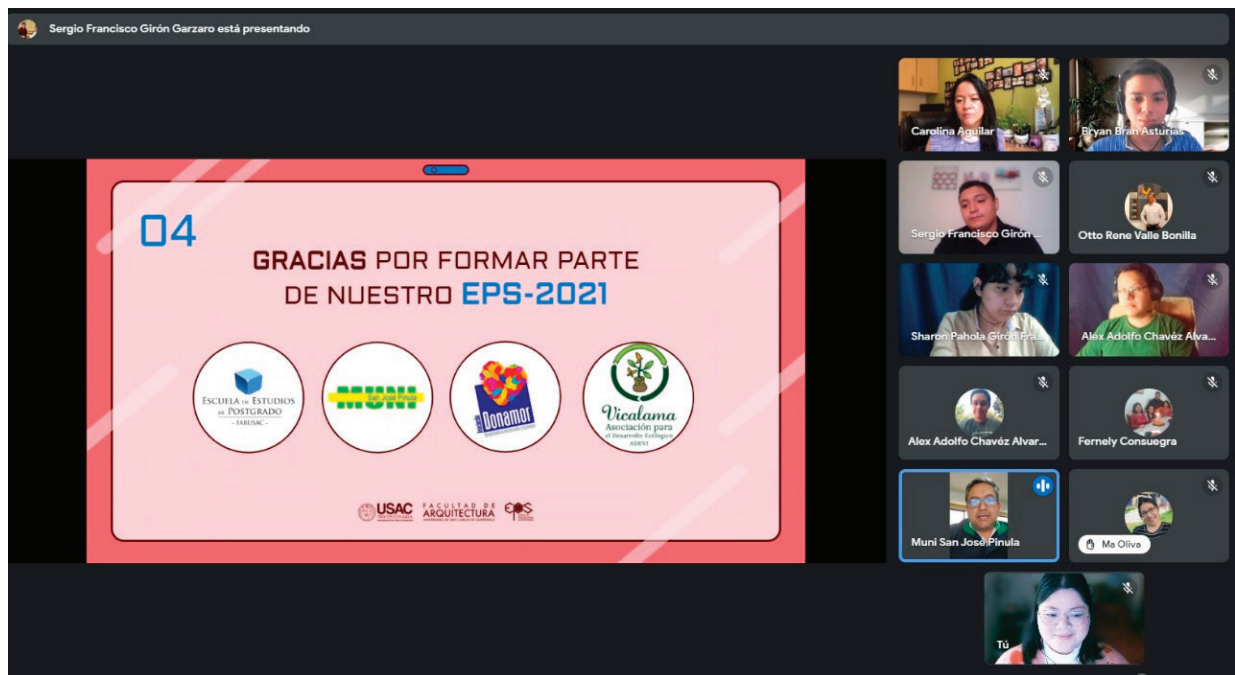 Sergio Francisco Girón Garzaro está presentando
04
GRACIAS POR FORMAR PARTE
DE NUESTRO EPS-2021
ESCUELA DE ESTUDIOS
DE POSTGRADO
- FARUSAC -
MUNI
San José Pinula
Donamor
Vicalama
Asociación para
el Desarrollo Ecológico
ADEVI
USAC
FACULTAD DE
ARQUITECTURA
eps
Carolina Aguilar
Bryan Bran Asturias
Sergio Francisco Girón ...
Otto Rene Valle Bonilla
Sharon Pahola Girón Fra...
Alex Adolfo Chavéz Alva...
Alex Adolfo Chavéz Alvar...
Fernely Consuegra
Muni San José Pinula
Ma Oliva
Tú